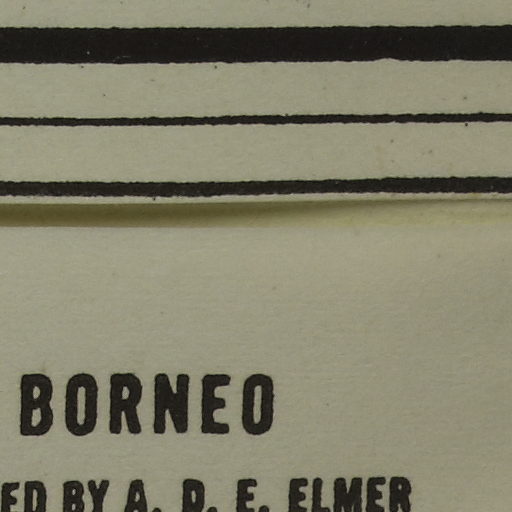 BORNEO
ED BY A. D. E. ELMER